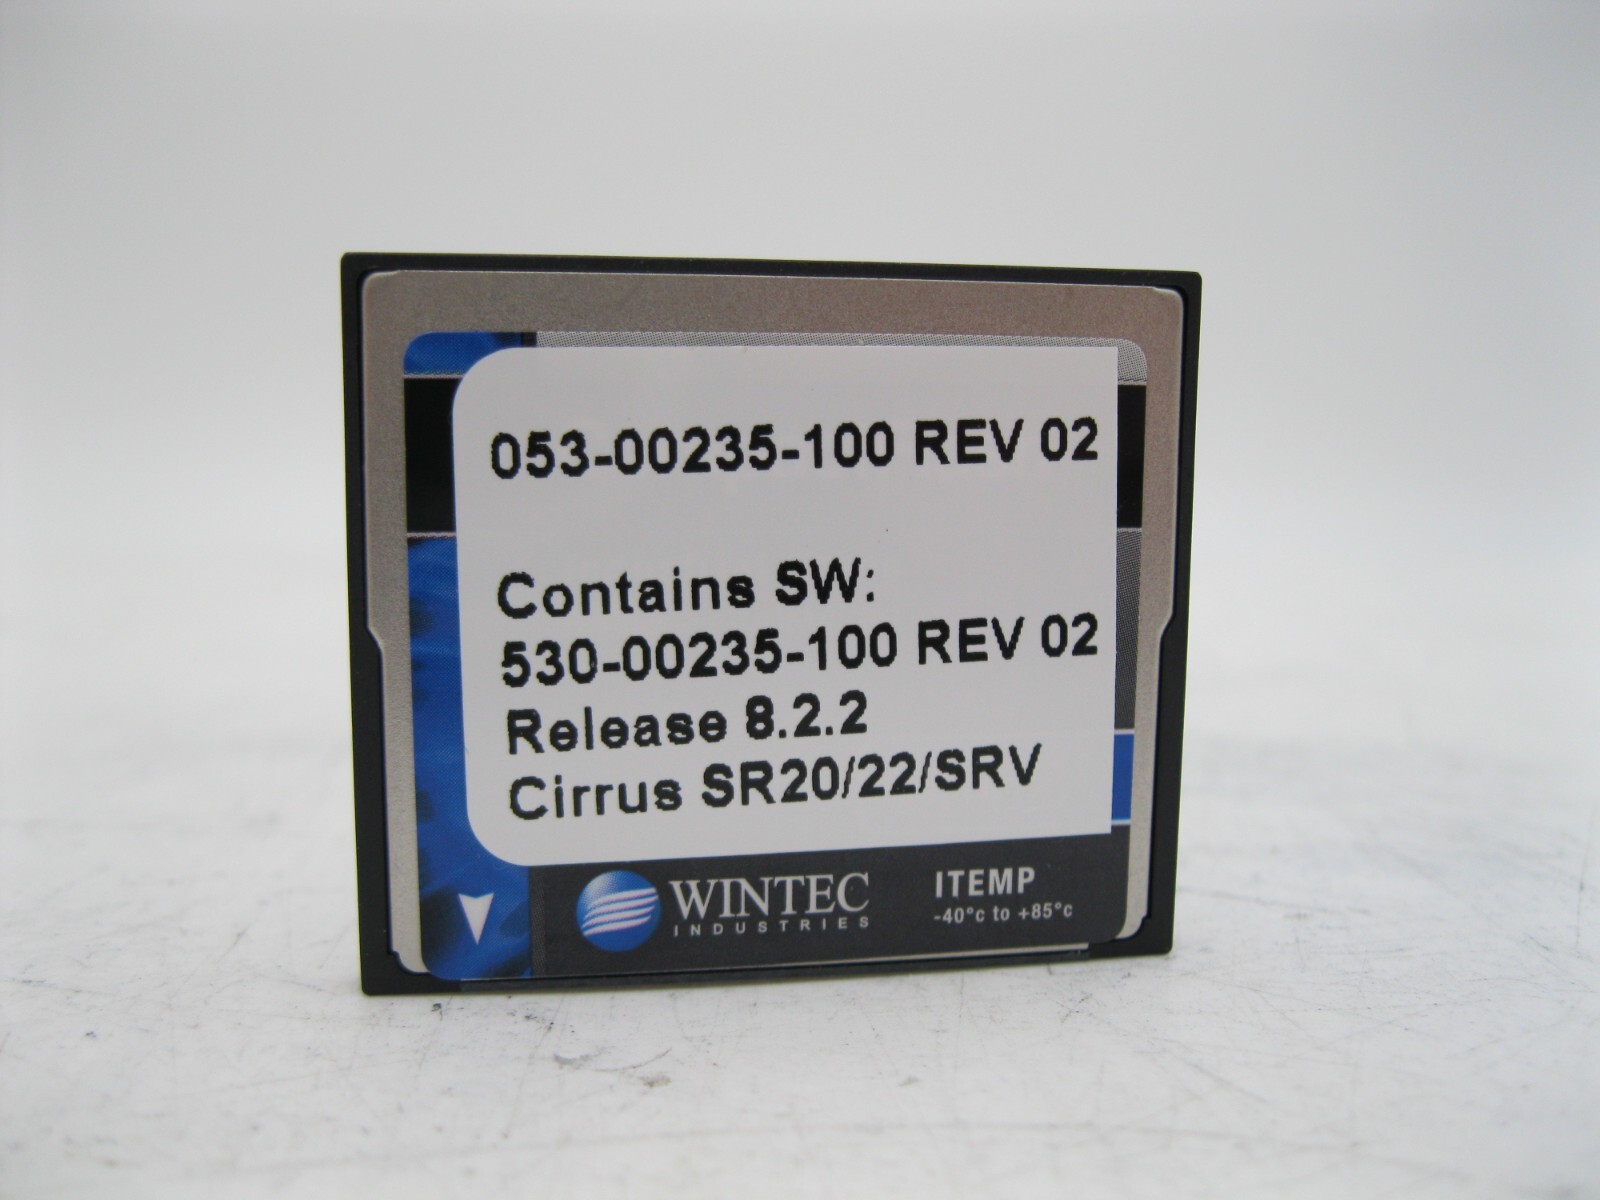 053-00235-100 REV 02
Contains SW:
530-00235-100 REV 02
Release 8.2.2
Cirrus SR20/22/SRV
WINTEC
INDUSTRIES
ITEMP
-40°c to +85°c